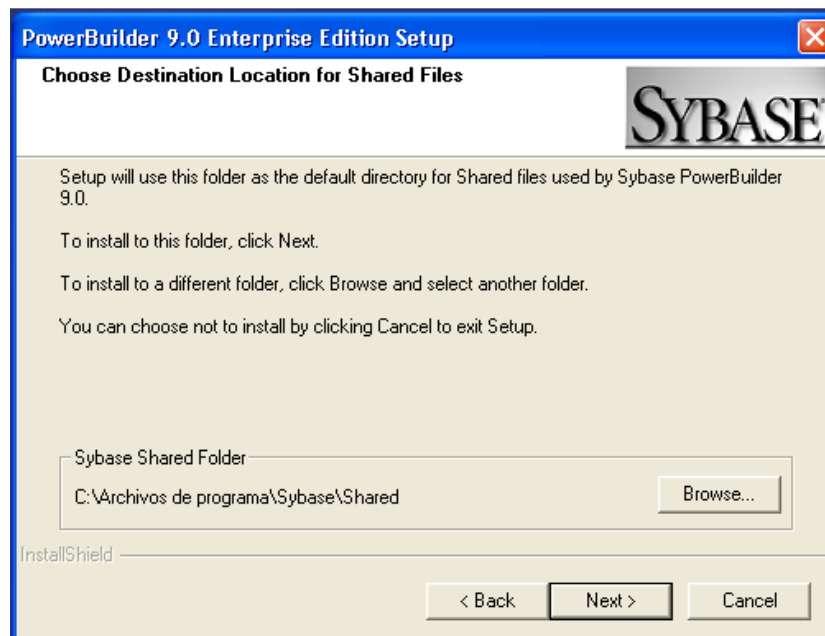 PowerBuilder 9.0 Enterprise Edition Setup
Choose Destination Location for Shared Files
SYBASE
Setup will use this folder as the default directory for Shared files used by Sybase PowerBuilder
9.0.
To install to this folder, click Next.
To install to a different folder, click Browse and select another folder.
You can choose not to install by clicking Cancel to exit Setup.
Sybase Shared Folder
C:\Archivos de programa\Sybase\Shared
Browse...
InstallShield
< Back Next > Cancel